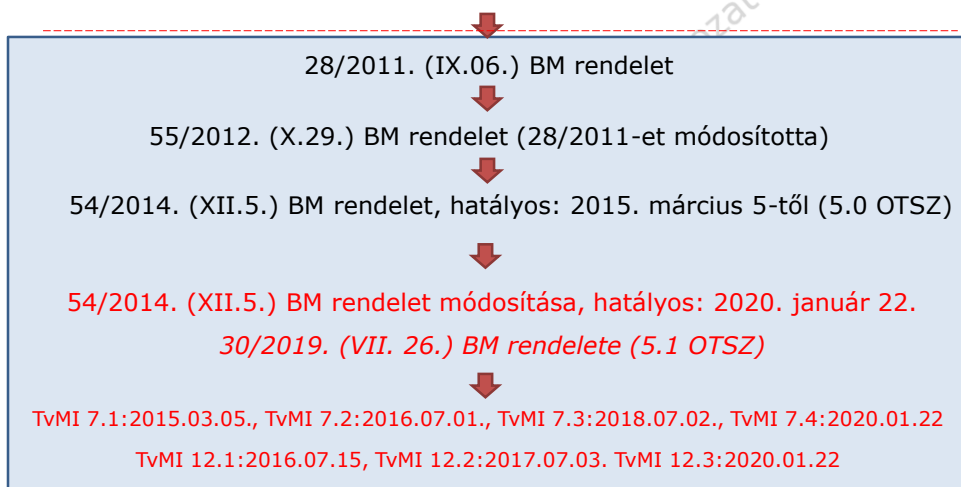 28/2011. (IX.06.) BM rendelet
55/2012. (X.29.) BM rendelet (28/2011-et módosította)
54/2014. (XII.5.) BM rendelet, hatályos: 2015. március 5-től (5.0 OTSZ)
54/2014. (XII.5.) BM rendelet módosítása, hatályos: 2020. január 22.
30/2019. (VII. 26.) BM rendelete (5.1 OTSZ)
TvMI 7.1:2015.03.05., TvMI 7.2:2016.07.01., TvMI 7.3:2018.07.02., TvMI 7.4:2020.01.22
TvMI 12.1:2016.07.15, TvMI 12.2:2017.07.03. TvMI 12.3:2020.01.22